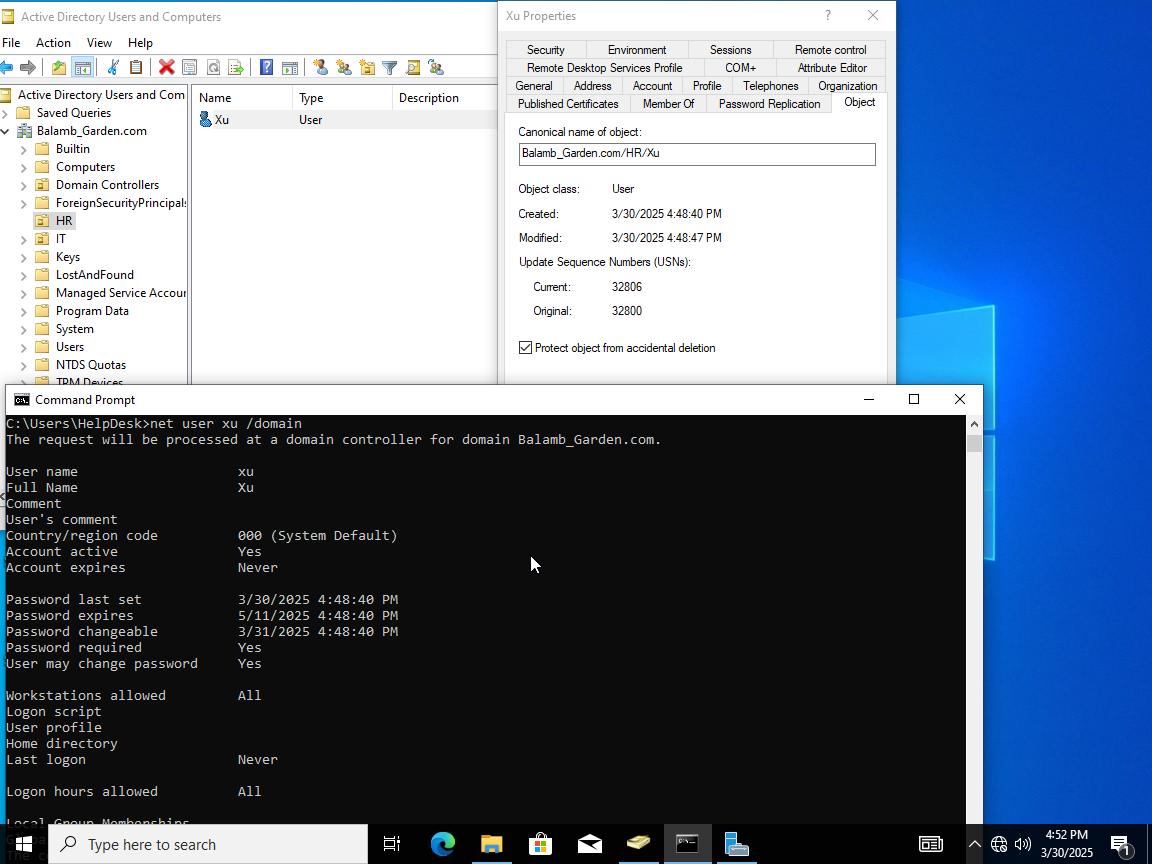 Active Directory Users and Computers
File Action View Help
Active Directory Users and Com
Saved Queries
Balamb_Garden.com
Builtin
Computers
Domain Controllers
ForeignSecurityPrincipals
HR
IT
Keys
LostAndFound
Managed Service Accour
Program Data
System
Users
NTDS Quotas
TPM Devices
Name Type Description
Xu User
Xu Properties
Security Environment Sessions Remote control
Remote Desktop Services Profile COM+ Attribute Editor
General Address Account Profile Telephones Organization
Published Certificates Member Of Password Replication Object
Canonical name of object:
Balamb_Garden.com/HR/Xu
Object class: User
Created: 3/30/2025 4:48:40 PM
Modified: 3/30/2025 4:48:47 PM
Update Sequence Numbers (USNs):
Current: 32806
Original: 32800
Protect object from accidental deletion
Command Prompt
C:\Users\HelpDesk>net user xu /domain
The request will be processed at a domain controller for domain Balamb_Garden.com.
User name xu
Full Name Xu
Comment
User's comment
Country/region code 000 (System Default)
Account active Yes
Account expires Never
Password last set 3/30/2025 4:48:40 PM
Password expires 5/11/2025 4:48:40 PM
Password changeable 3/31/2025 4:48:40 PM
Password required Yes
User may change password Yes
Workstations allowed All
Logon script
User profile
Home directory
Last logon Never
Logon hours allowed All
Local Group Memberships
Type here to search
4:52 PM
3/30/2025
1